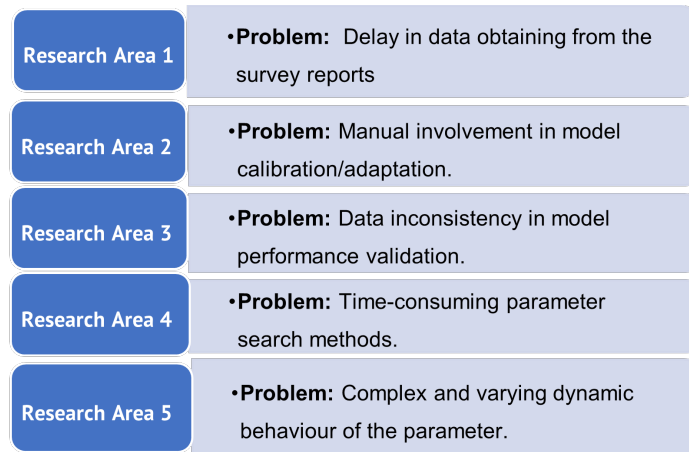 Research Area 1
•Problem: Delay in data obtaining from the
survey reports
Research Area 2
•Problem: Manual involvement in model
calibration/adaptation.
Research Area 3
•Problem: Data inconsistency in model
performance validation.
Research Area 4
•Problem: Time-consuming parameter
search methods.
Research Area 5
•Problem: Complex and varying dynamic
behaviour of the parameter.